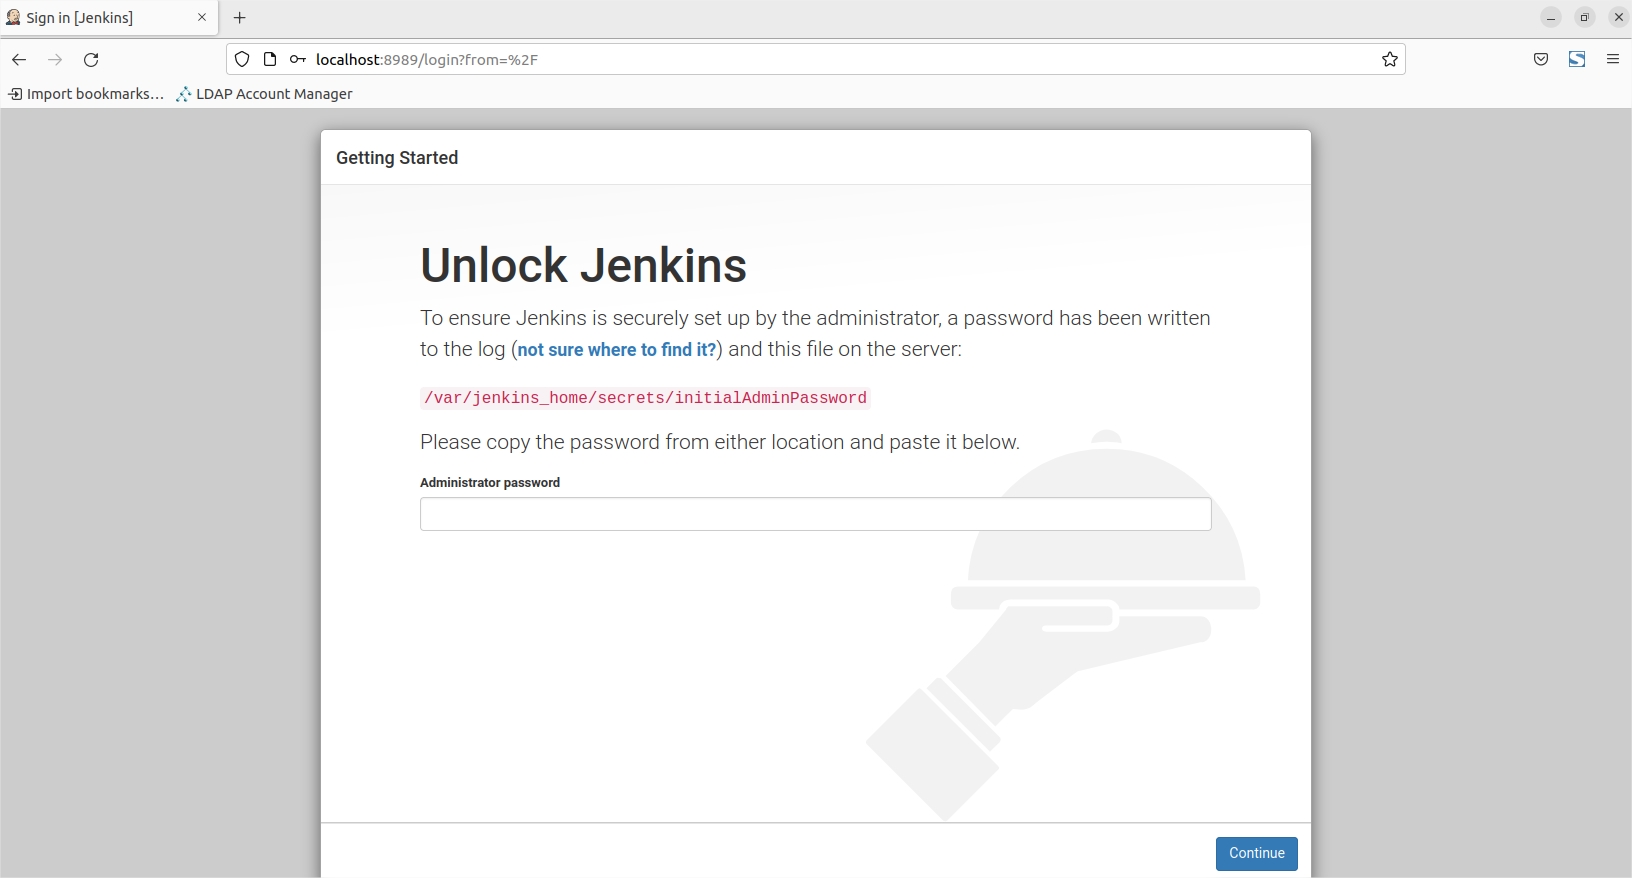 Sign in [Jenkins]
localhost:8989/login?from=%2F
Import bookmarks... LDAP Account Manager
Getting Started
Unlock Jenkins
To ensure Jenkins is securely set up by the administrator, a password has been written
to the log (not sure where to find it?) and this file on the server:
/var/jenkins_home/secrets/initialAdminPassword
Please copy the password from either location and paste it below.
Administrator password
Continue